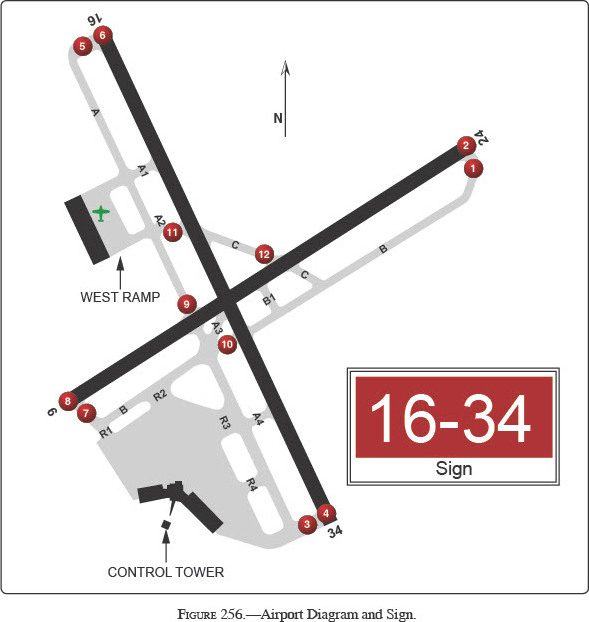 16
6
5
A
N
24
2
1
A1
A2
11
C
12
B
C
WEST RAMP
9
B1
A3
10
8
6
7
B
R2
R1
R3
A4
16-34
Sign
R4
4
3
34
CONTROL TOWER
FIGURE 256.—Airport Diagram and Sign.